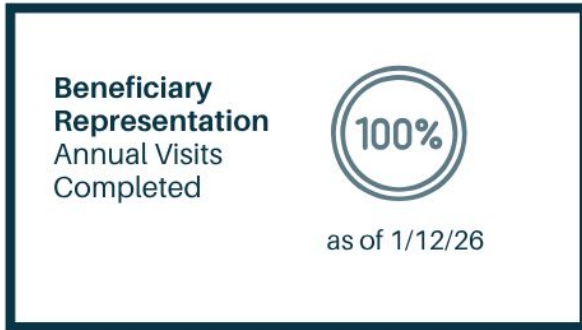 Beneficiary
Representation
Annual Visits
Completed
100%
as of 1/12/26